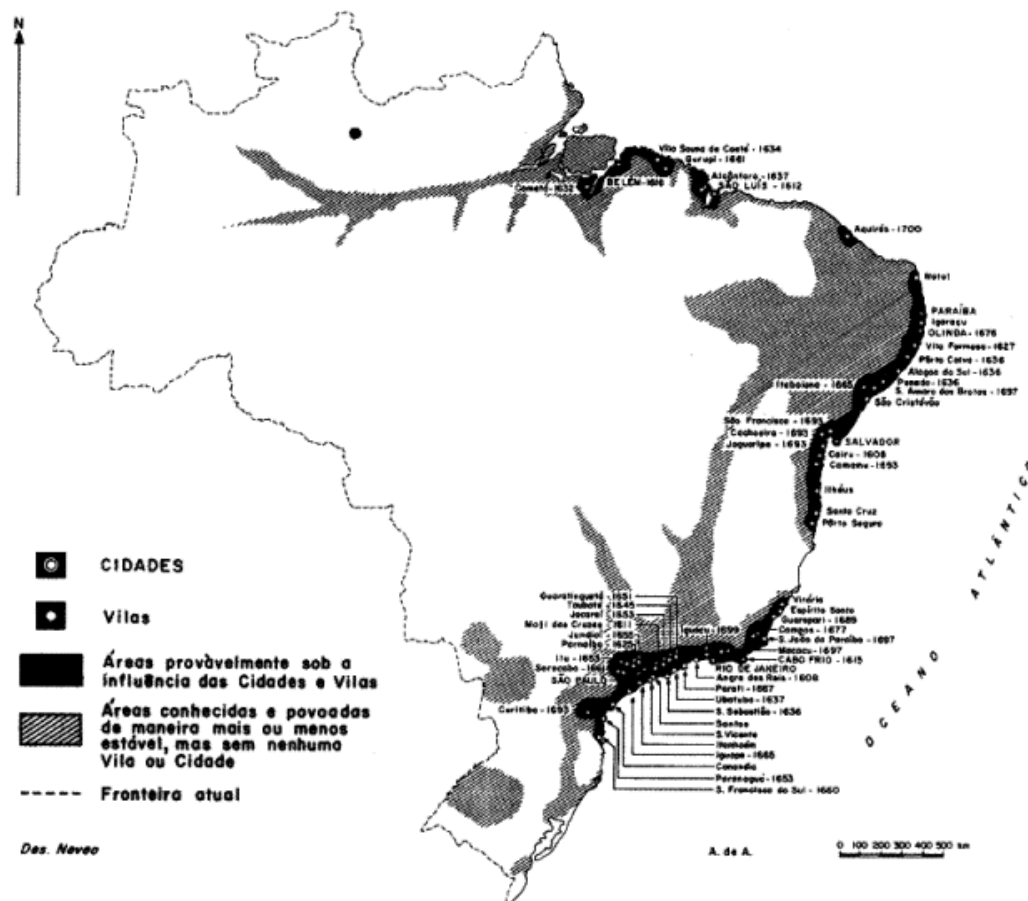 N
Vila Souza do Caeté - 1634
Gurupi - 1661
Alcântara - 1637
SÃO LUÍS - 1612
BELÉM - 1616
Cametá - 1632
Aquirás - 1700
Natal
PARAÍBA
Igaraçu
OLINDA - 1676
Vila Formosa - 1627
Pôrto Calvo - 1636
Alagoa do Sul - 1636
Itabaiana - 1665
Penedo - 1636
S. Amaro das Brotas - 1697
São Cristóvão
São Francisco - 1693
Cachoeira - 1693
Jaguaripe - 1693
SALVADOR
Cairu - 1608
Camamu - 1693
Ilhéus
Santa Cruz
Pôrto Seguro
OCEANO ATLÂNTICO
Guaratinguetá - 1651
Taubaté - 1645
Jacareí - 1653
Moji das Cruzes - 1611
Jundiaí - 1655
Parnaíba - 1625
Itu - 1653
Sorocaba - 1661
SÃO PAULO
Curitiba - 1693
Iguaçu - 1699
Vitória
Espírito Santo
Guarapari - 1689
Campos - 1677
S. João da Paraíba - 1697
Macacu - 1697
CABO FRIO - 1615
RIO DE JANEIRO
Angra dos Reis - 1608
Parati - 1667
Ubatuba - 1637
S. Sebastião - 1636
Santos
S. Vicente
Itanhaém
Iguape - 1665
Cananéia
Paranaguá - 1653
S. Francisco do Sul - 1660
CIDADES
Vilas
Áreas provàvelmente sob a
influência das Cidades e Vilas
Áreas conhecidas e povoadas
de maneira mais ou menos
estável, mas sem nenhuma
Vila ou Cidade
Fronteira atual
Des. Neveo
A. de A.
0 100 200 300 400 500 km